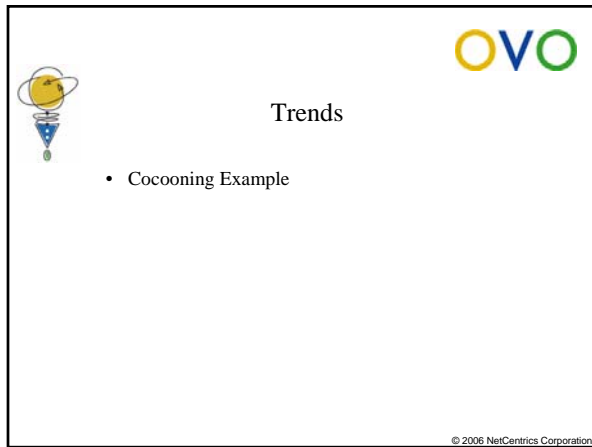 OVO
Trends
• Cocooning Example
© 2006 NetCentrics Corporation